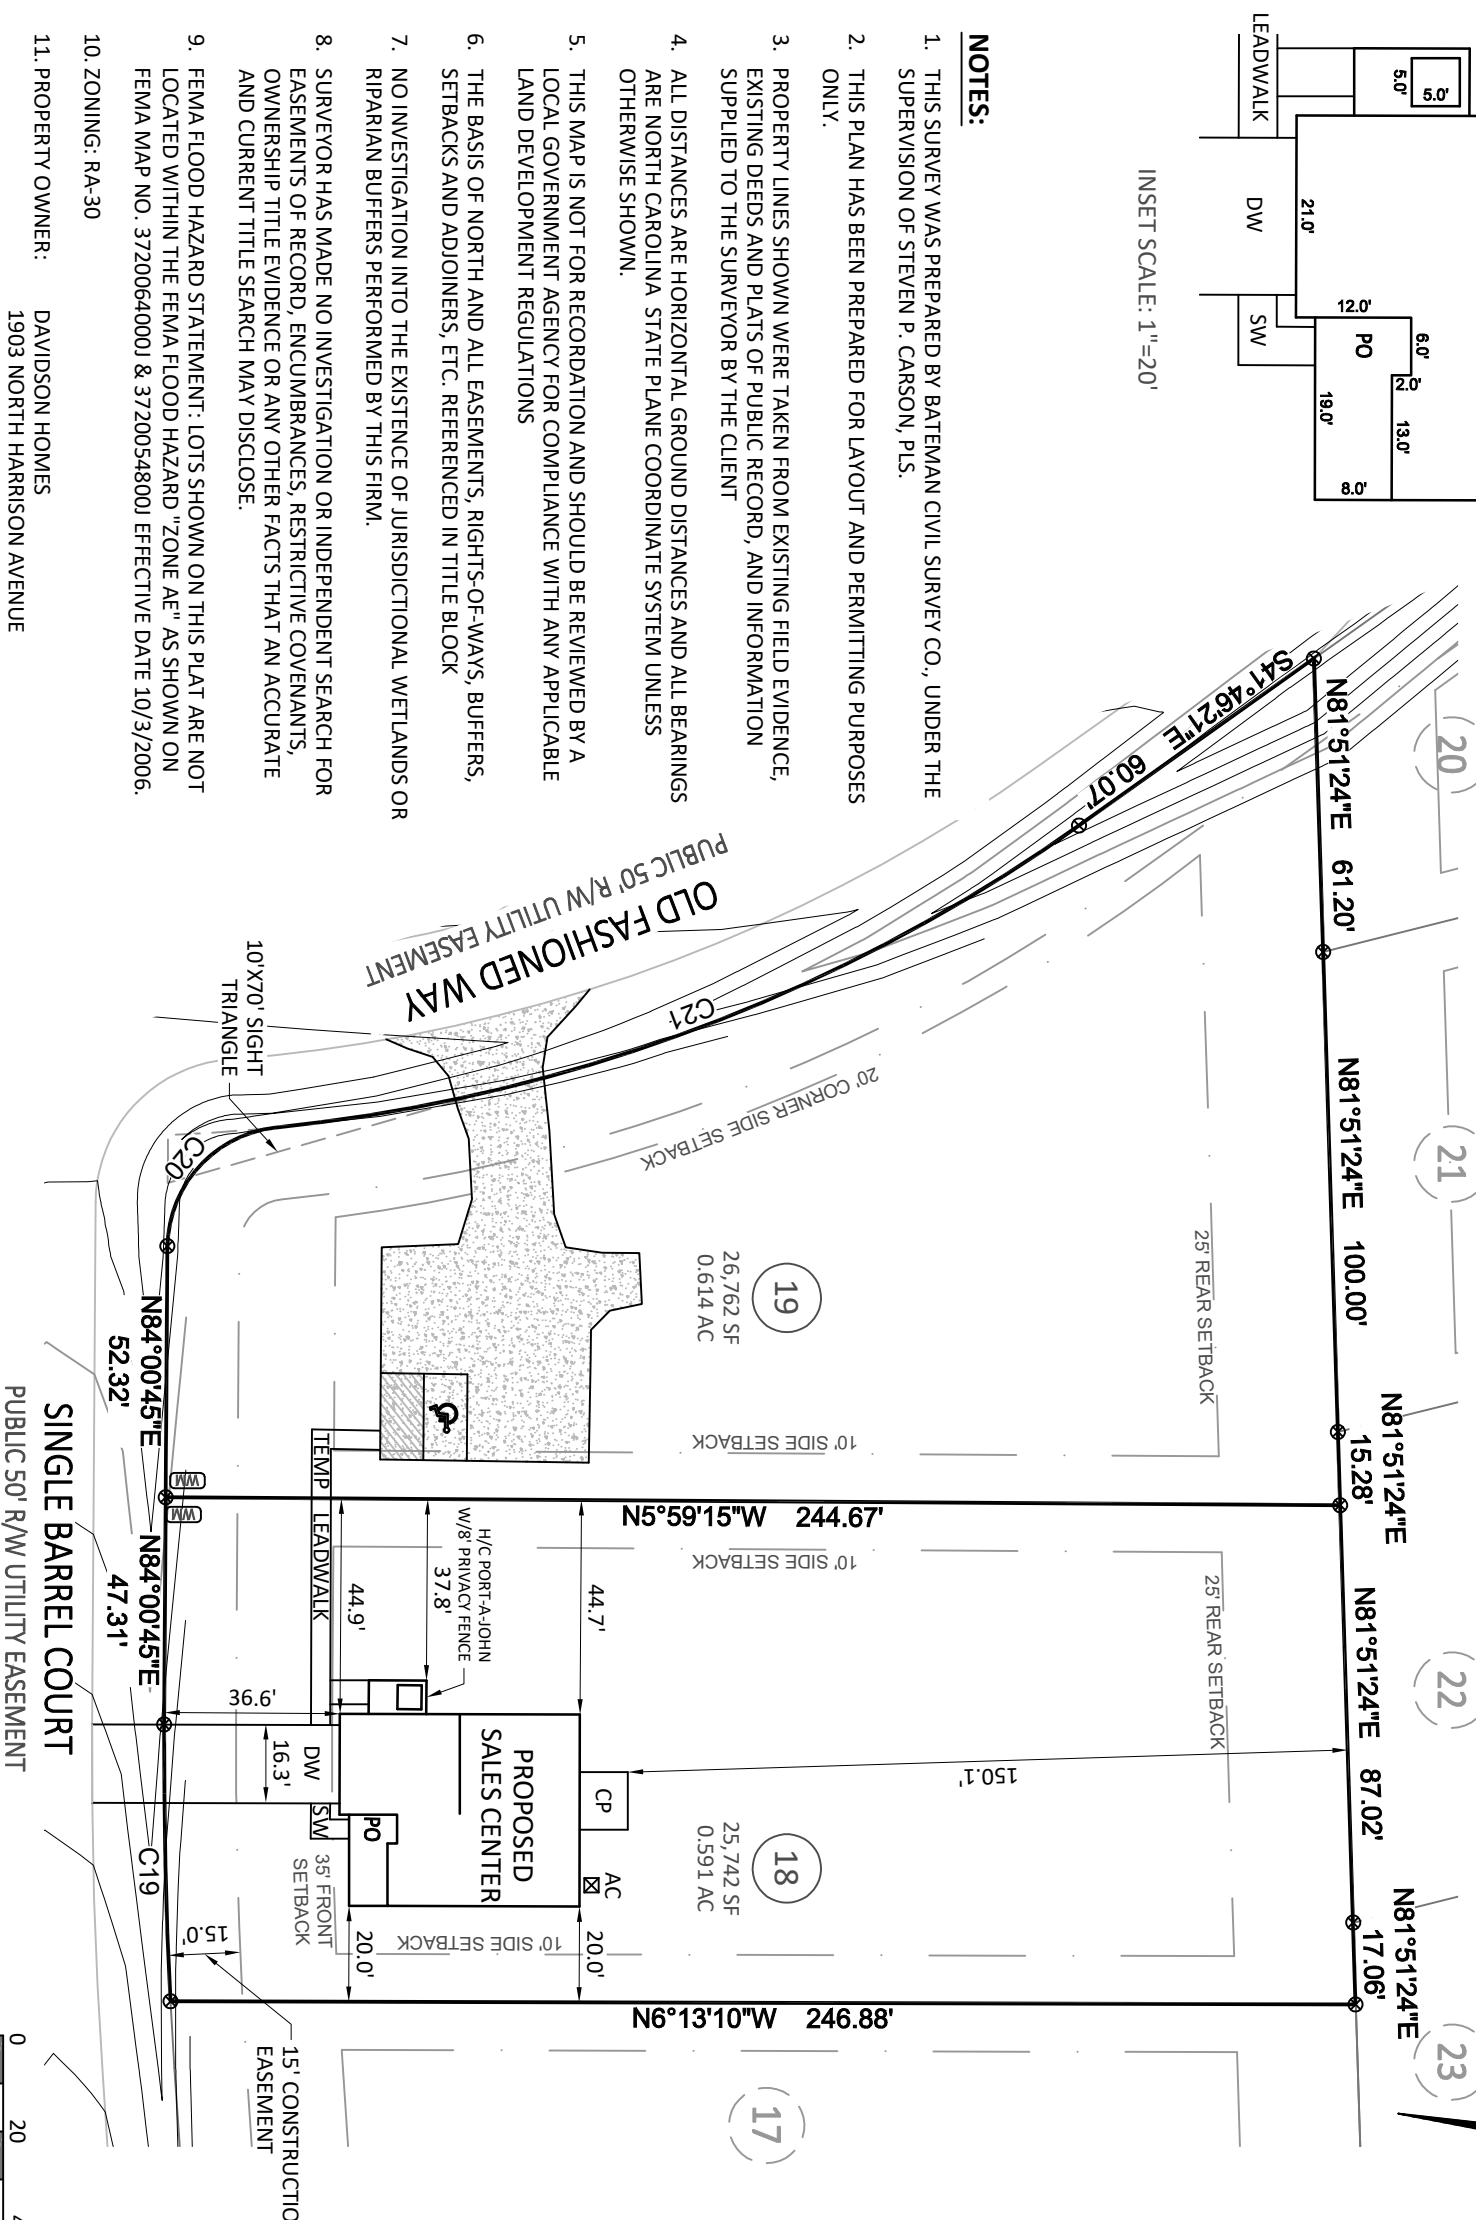 LEADWALK
5.0'
5.0'
21.0'
DW
SW
12.0'
PO
6.0'
2.0'
19.0'
13.0'
8.0'
INSET SCALE: 1"=20'
NOTES:
1. THIS SURVEY WAS PREPARED BY BATEMAN CIVIL SURVEY CO., UNDER THE
SUPERVISION OF STEVEN P. CARSON, PLS.
2. THIS PLAN HAS BEEN PREPARED FOR LAYOUT AND PERMITTING PURPOSES
ONLY.
3. PROPERTY LINES SHOWN WERE TAKEN FROM EXISTING FIELD EVIDENCE,
EXISTING DEEDS AND PLATS OF PUBLIC RECORD, AND INFORMATION
SUPPLIED TO THE SURVEYOR BY THE CLIENT
4. ALL DISTANCES ARE HORIZONTAL GROUND DISTANCES AND ALL BEARINGS
ARE NORTH CAROLINA STATE PLANE COORDINATE SYSTEM UNLESS
OTHERWISE SHOWN.
5. THIS MAP IS NOT FOR RECORDATION AND SHOULD BE REVIEWED BY A
LOCAL GOVERNMENT AGENCY FOR COMPLIANCE WITH ANY APPLICABLE
LAND DEVELOPMENT REGULATIONS
6. THE BASIS OF NORTH AND ALL EASEMENTS, RIGHTS-OF-WAYS, BUFFERS,
SETBACKS AND ADJOINERS, ETC. REFERENCED IN TITLE BLOCK
7. NO INVESTIGATION INTO THE EXISTENCE OF JURISDICTIONAL WETLANDS OR
RIPARIAN BUFFERS PERFORMED BY THIS FIRM.
8. SURVEYOR HAS MADE NO INVESTIGATION OR INDEPENDENT SEARCH FOR
EASEMENTS OF RECORD, ENCUMBRANCES, RESTRICTIVE COVENANTS,
OWNERSHIP TITLE EVIDENCE OR ANY OTHER FACTS THAT AN ACCURATE
AND CURRENT TITLE SEARCH MAY DISCLOSE.
9. FEMA FLOOD HAZARD STATEMENT: LOTS SHOWN ON THIS PLAT ARE NOT
LOCATED WITHIN THE FEMA FLOOD HAZARD "ZONE AE" AS SHOWN ON
FEMA MAP NO. 3720064000J & 3720054800J EFFECTIVE DATE 10/3/2006.
10. ZONING: RA-30
11. PROPERTY OWNER: DAVIDSON HOMES
1903 NORTH HARRISON AVENUE
20
21
22
23
N81°51'24"E 61.20'
N81°51'24"E 100.00'
N81°51'24"E
15.28'
N81°51'24"E 87.02'
N81°51'24"E
17.06'
S41°46'21"E 60.07'
OLD FASHIONED WAY
PUBLIC 50' R/W UTILITY EASEMENT
C21
20' CORNER SIDE SETBACK
10'X70' SIGHT
TRIANGLE
C20
25' REAR SETBACK
19
26,762 SF
0.614 AC
10' SIDE SETBACK
N5°59'15"W 244.67'
10' SIDE SETBACK
25' REAR SETBACK
150.1'
18
25,742 SF
0.591 AC
44.7'
H/C PORT-A-JOHN
W/8' PRIVACY FENCE
37.8'
44.9'
TEMP LEADWALK
CP
AC
PROPOSED
SALES CENTER
PO
36.9'
DW
16.3'
SW
35' FRONT
SETBACK
20.0'
20.0'
10' SIDE SETBACK
15.0'
15' CONSTRUCTIO
EASEMENT
N6°13'10"W 246.88'
17
WM
WM
N84°00'45"E
52.32'
N84°00'45"E
47.31'
C19
SINGLE BARREL COURT
PUBLIC 50' R/W UTILITY EASEMENT
0 20